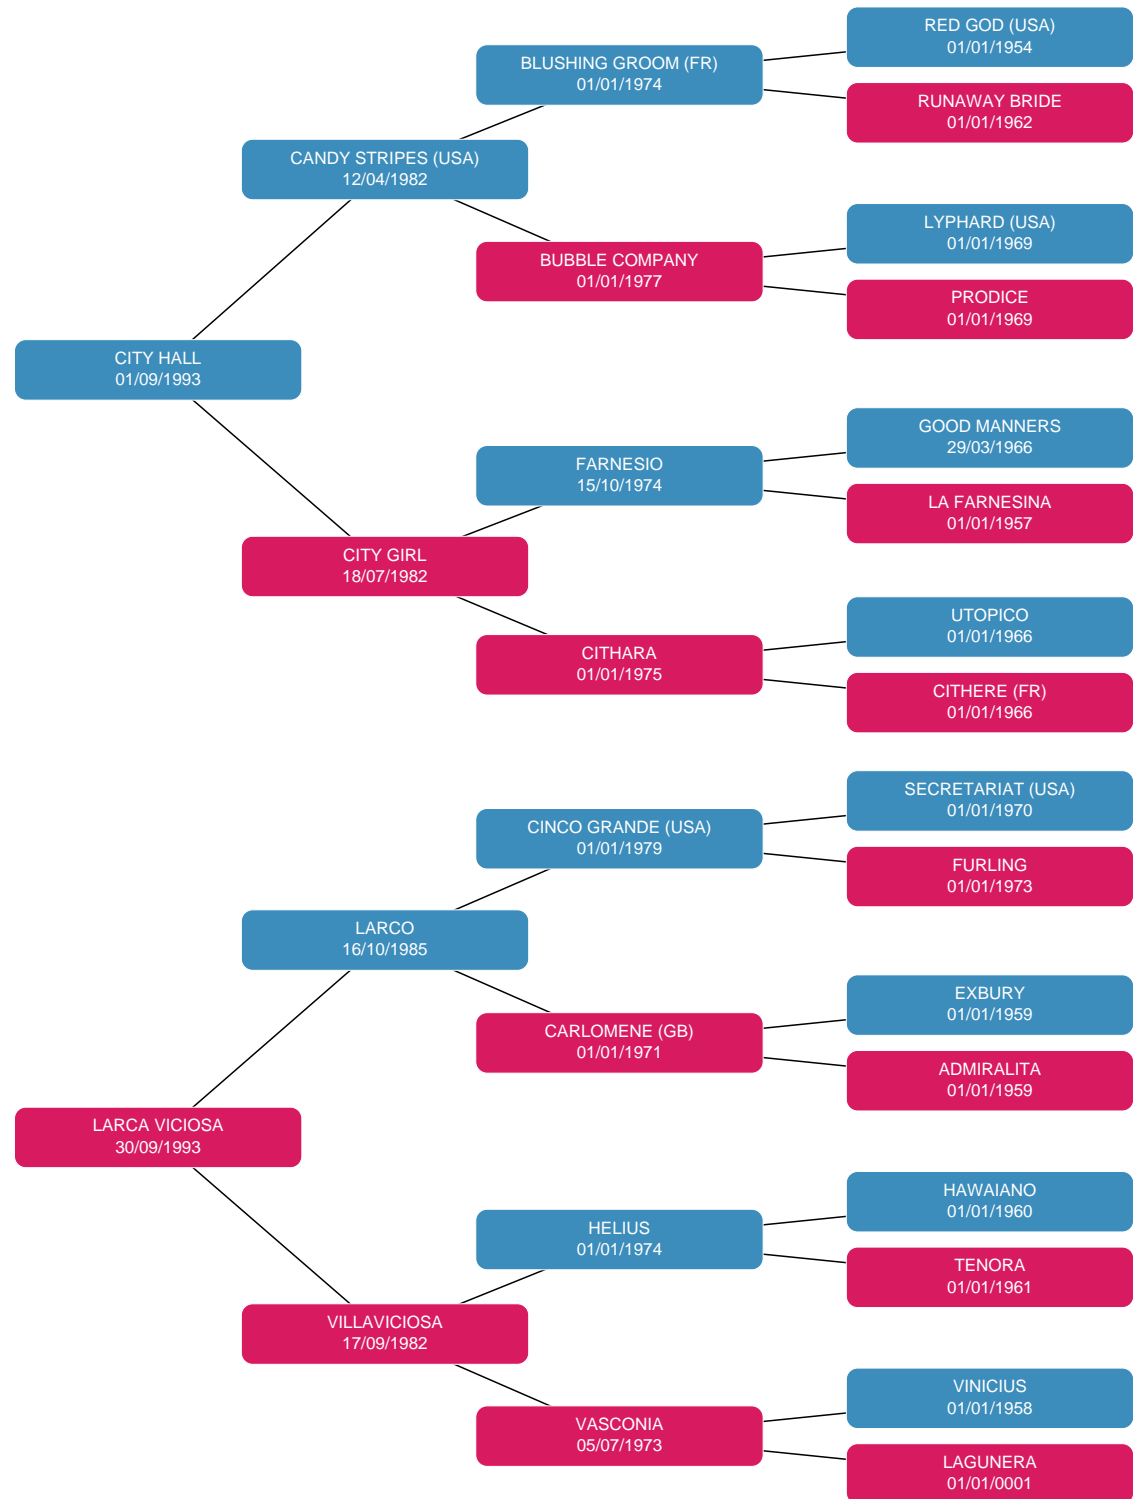 RED GOD (USA)
01/01/1954
BLUSHING GROOM (FR)
01/01/1974
RUNAWAY BRIDE
01/01/1962
CANDY STRIPES (USA)
12/04/1982
LYPHARD (USA)
01/01/1969
BUBBLE COMPANY
01/01/1977
PRODICE
01/01/1969
CITY HALL
01/09/1993
GOOD MANNERS
29/03/1966
FARNESIO
15/10/1974
LA FARNESINA
01/01/1957
CITY GIRL
18/07/1982
UTOPICO
01/01/1966
CITHARA
01/01/1975
CITHERE (FR)
01/01/1966
SECRETARIAT (USA)
01/01/1970
CINCO GRANDE (USA)
01/01/1979
FURLING
01/01/1973
LARCO
16/10/1985
EXBURY
01/01/1959
CARLOMENE (GB)
01/01/1971
ADMIRALITA
01/01/1959
LARCA VICIOSA
30/09/1993
HAWAIANO
01/01/1960
HELIUS
01/01/1974
TENORA
01/01/1961
VILLAVICIOSA
17/09/1982
VINICIUS
01/01/1958
VASCONIA
05/07/1973
LAGUNERA
01/01/0001